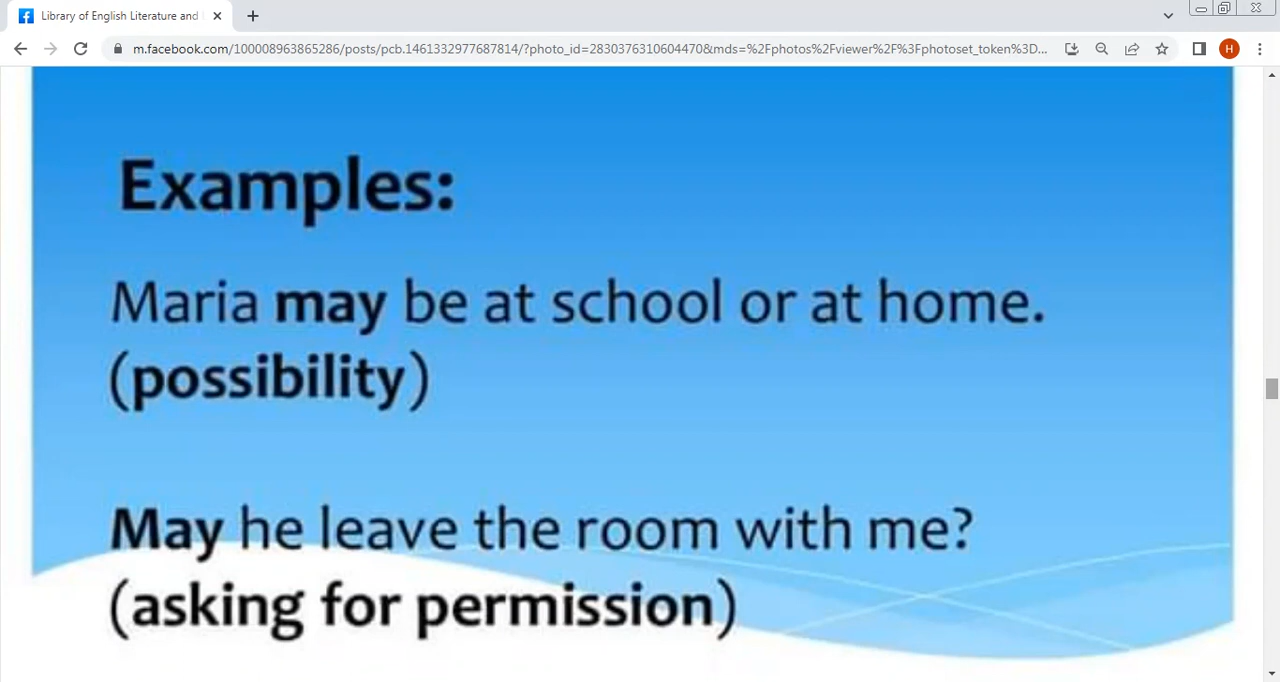 Library of English Literature and
m.facebook.com/100008963865286/posts/pcb.1461332977687814/?photo_id=2830376310604470&mds=%2Fphotos%2Fviewer%2F%3Fphotoset_token%3D...
H
Examples:
Maria may be at school or at home.
(possibility)
May he leave the room with me?
(asking for permission)